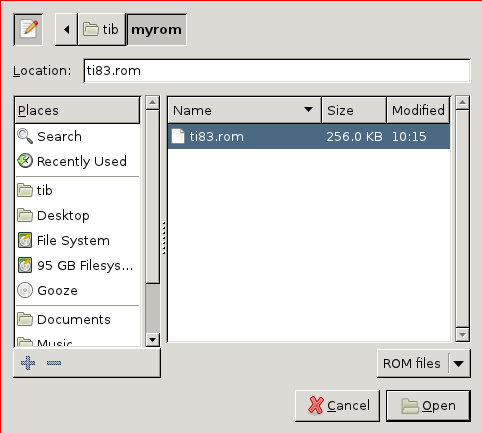 tib myrom
Location: ti83.rom
Places
Search
Recently Used
tib
Desktop
File System
95 GB Filesys...
Gooze
Documents
Music
Name Size Modified
ti83.rom 256.0 KB 10:15
ROM files
Cancel Open